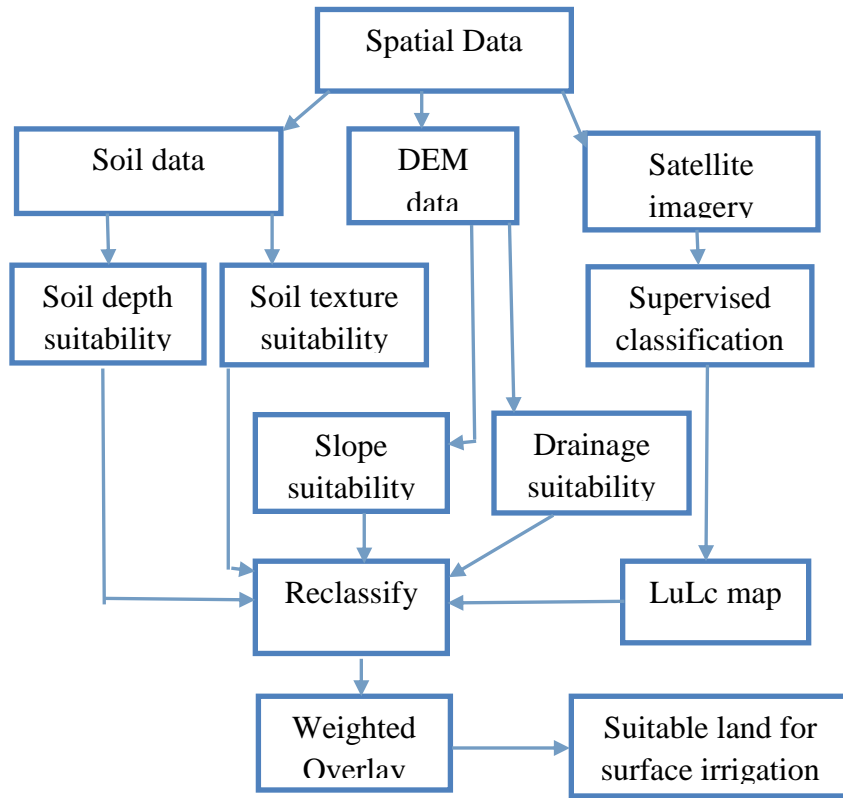 Spatial Data
Soil data
DEM
data
Satellite
imagery
Soil depth
suitability
Soil texture
suitability
Supervised
classification
Slope
suitability
Drainage
suitability
Reclassify
LuLc map
Weighted
Overlay
Suitable land for
surface irrigation